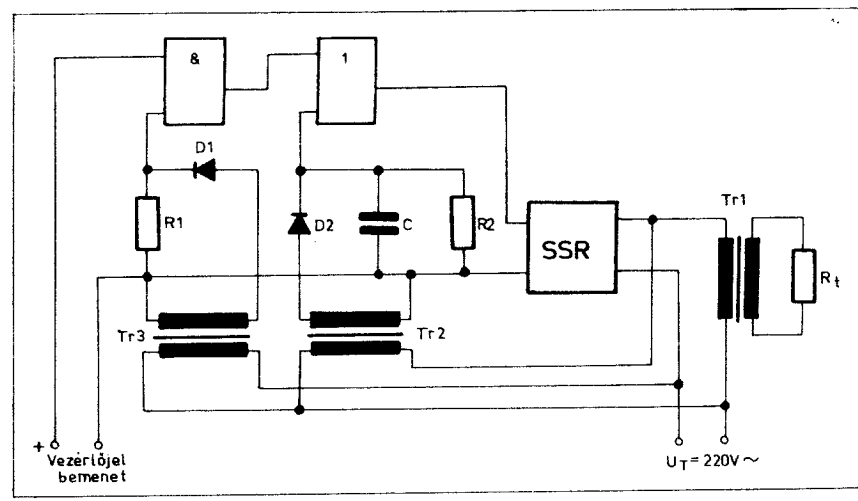 &
1
D1
R1
D2
C
R2
SSR
Tr1
Rt
Tr3
Tr2
+
Vezérlőjel
bemenet
UT = 220V ~